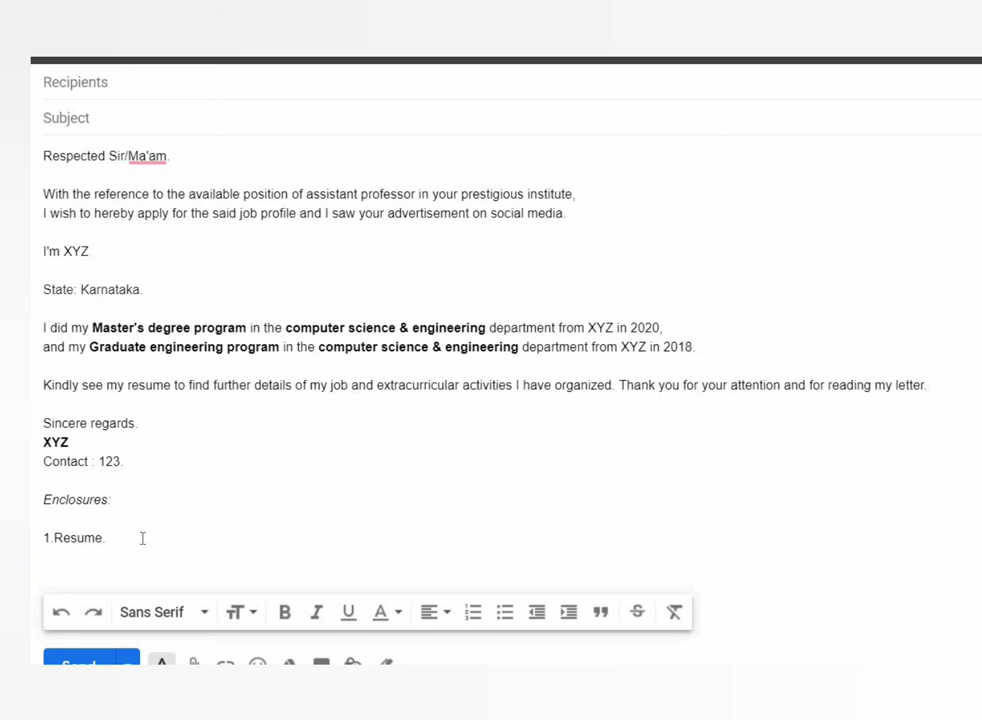 Recipients
Subject
Respected Sir/Ma'am.
With the reference to the available position of assistant professor in your prestigious institute,
I wish to hereby apply for the said job profile and I saw your advertisement on social media.
I'm XYZ
State: Karnataka.
I did my Master's degree program in the computer science & engineering department from XYZ in 2020,
and my Graduate engineering program in the computer science & engineering department from XYZ in 2018.
Kindly see my resume to find further details of my job and extracurricular activities I have organized. Thank you for your attention and for reading my letter.
Sincere regards.
XYZ
Contact : 123.
Enclosures:
1.Resume.
Sans Serif
Send